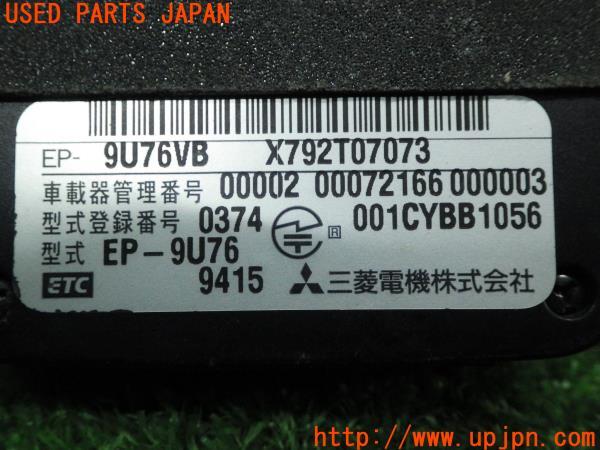 USED PARTS JAPAN
EP- 9U76VB X792T07073
車載器管理番号 00002 00072166 000003
型式登録番号 0374 R 001CYBB1056
型式 EP-9U76
ETC 9415 三菱電機株式会社
http://www.upjpn.com/